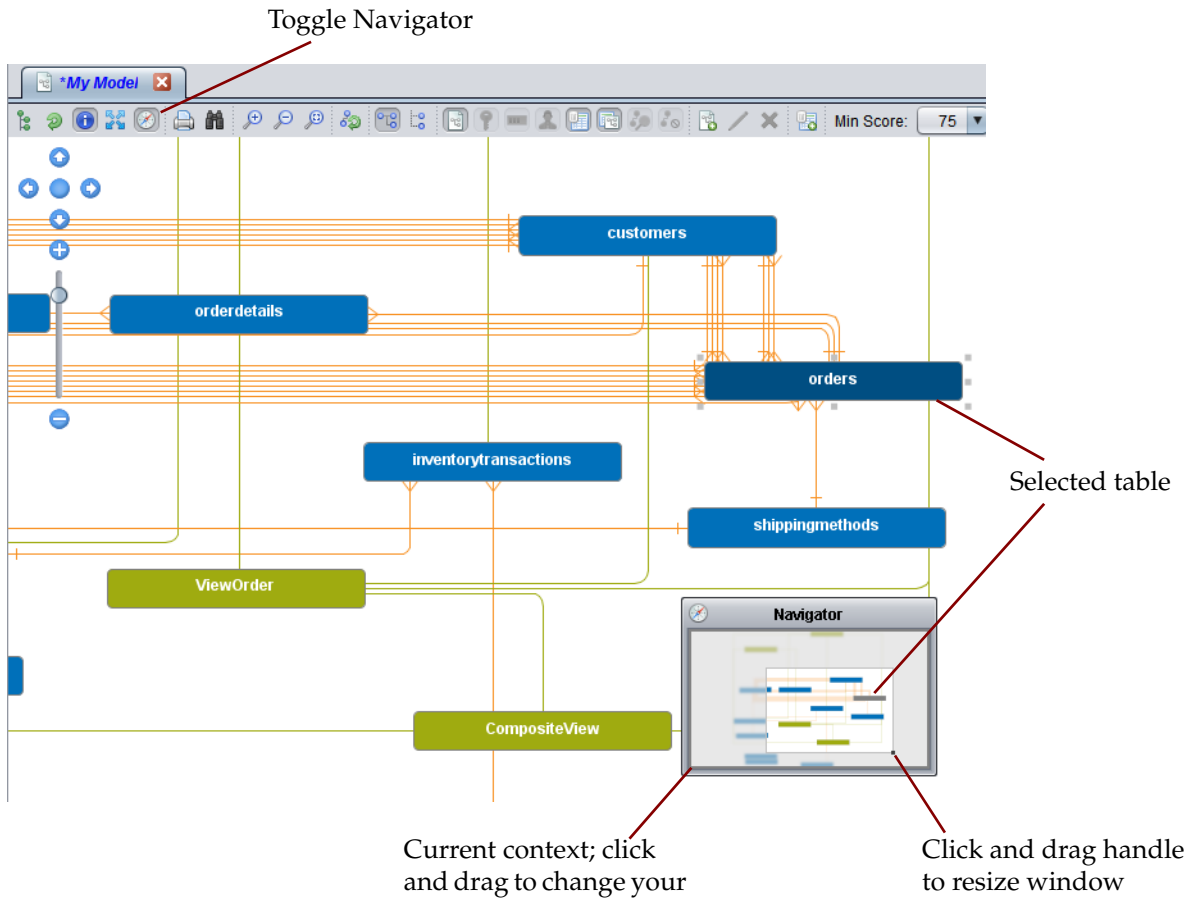 Toggle Navigator
*My Model
Min Score: 75
customers
orderdetails
orders
inventorytransactions
Selected table
shippingmethods
ViewOrder
Navigator
CompositeView
Current context; click
and drag to change your
Click and drag handle
to resize window